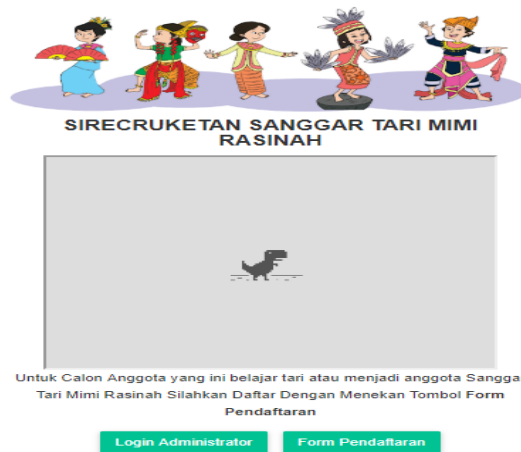 SIRECRUKETAN SANGGAR TARI MIMI
RASINAH
Untuk Calon Anggota yang ini belajar tari atau menjadi anggota Sangga
Tari Mimi Rasinah Silahkan Daftar Dengan Menekan Tombol Form
Pendaftaran
Login Administrator Form Pendaftaran